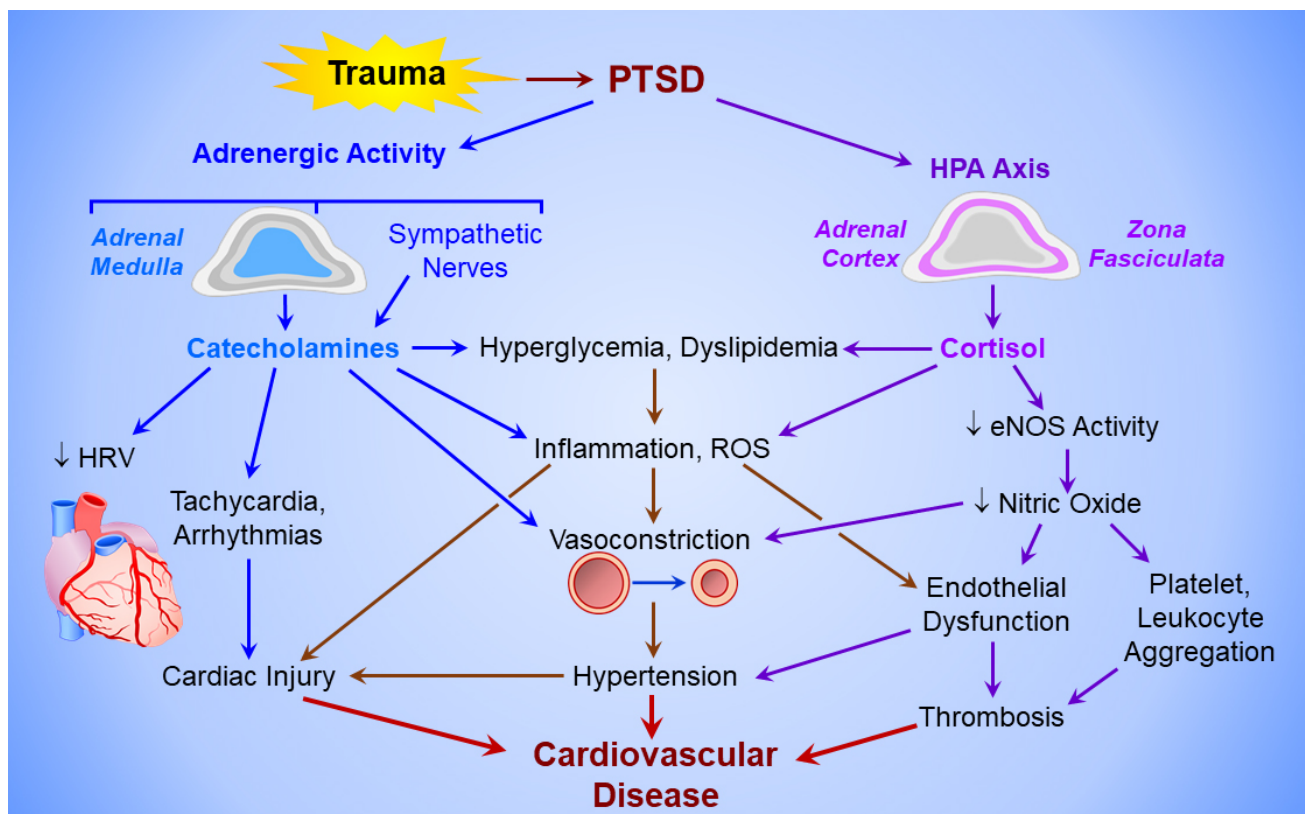 Trauma
PTSD
Adrenergic Activity
HPA Axis
Adrenal
Medulla
Sympathetic
Nerves
Adrenal
Cortex
Zona
Fasciculata
Catecholamines
Hyperglycemia, Dyslipidemia
Cortisol
↓ HRV
Inflammation, ROS
↓ eNOS Activity
Tachycardia,
Arrhythmias
↓ Nitric Oxide
Vasoconstriction
Endothelial
Dysfunction
Platelet,
Leukocyte
Aggregation
Cardiac Injury
Hypertension
Thrombosis
Cardiovascular
Disease